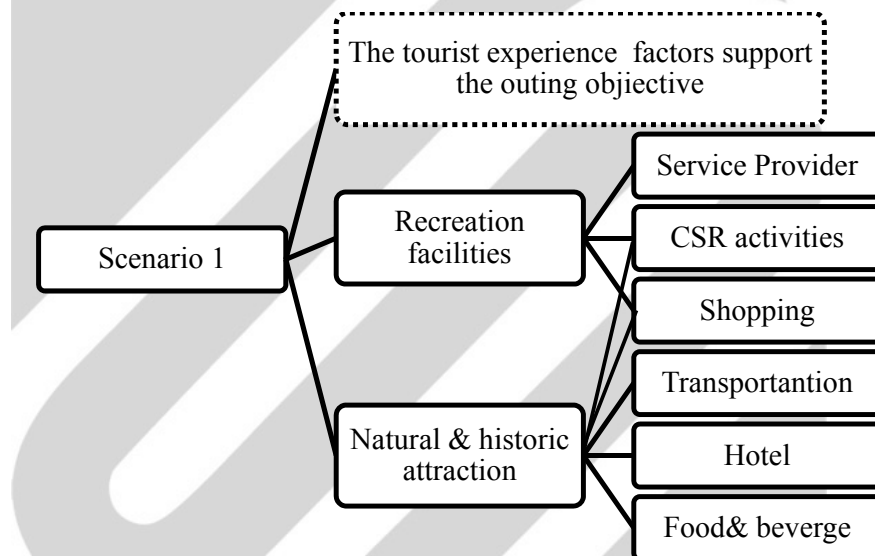 The tourist experience  factors support
the outing objiective
Service Provider
Recreation
facilities
CSR activities
Scenario 1
Shopping
Transportantion
Natural & historic
attraction
Hotel
Food& beverge